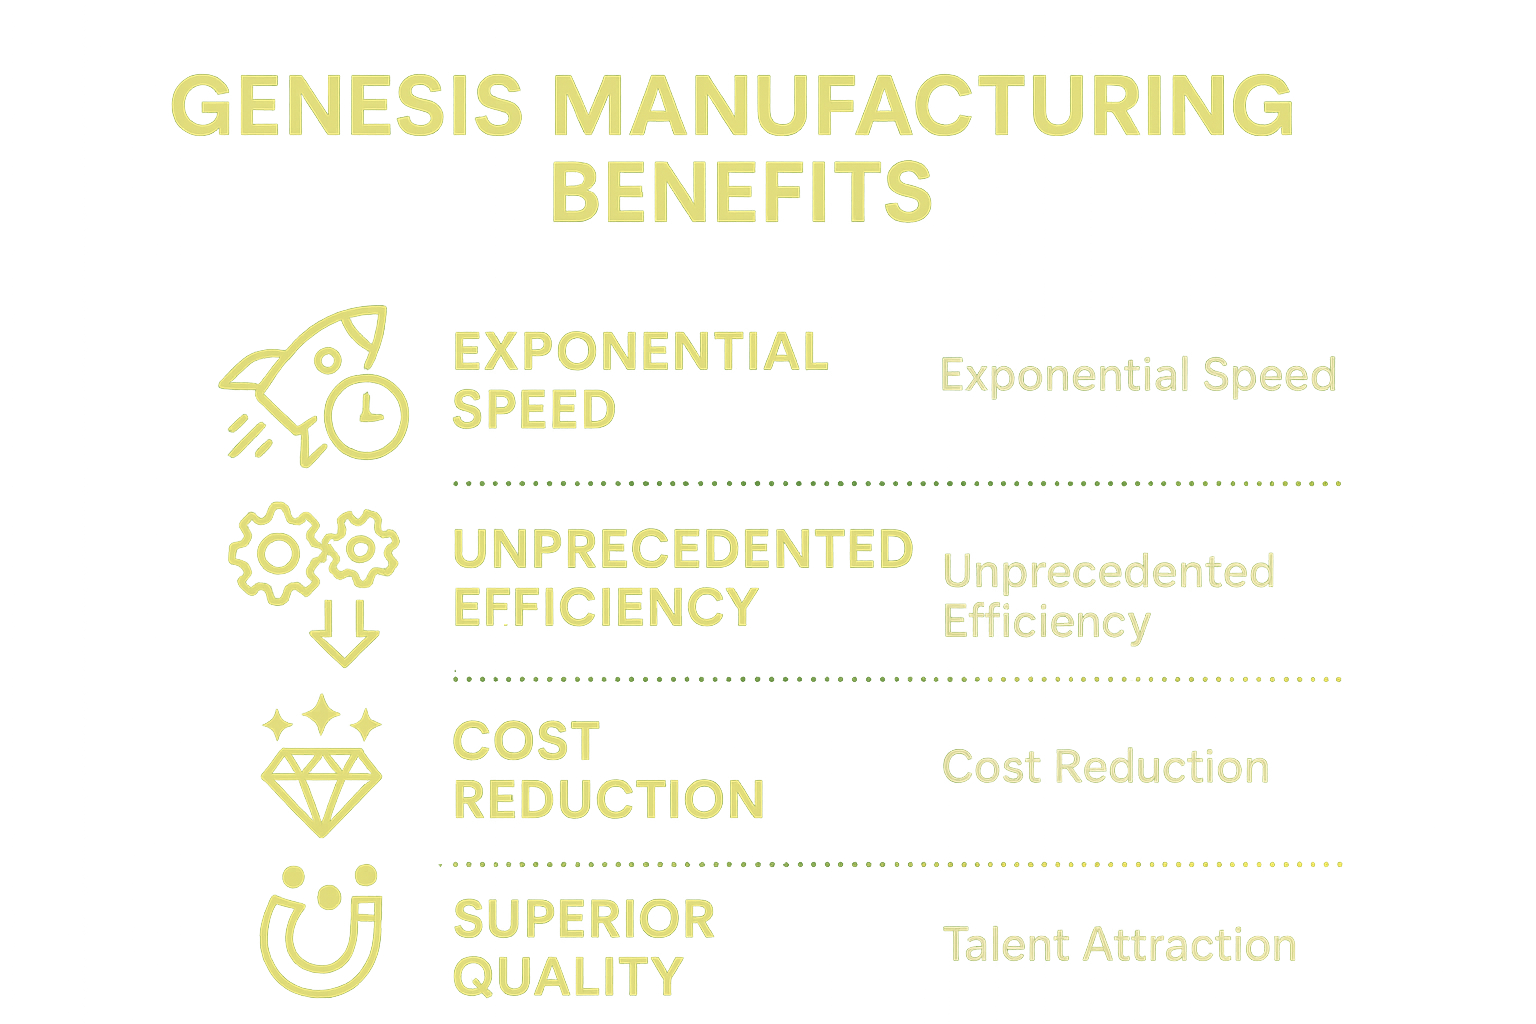 GENESIS MANUFACTURING
BENEFITS
EXPONENTIAL
SPEED
Exponential Speed
UNPRECEDENTED
EFFICIENCY
Unprecedented
Efficiency
COST
REDUCTION
Cost Reduction
SUPERIOR
QUALITY
Talent Attraction